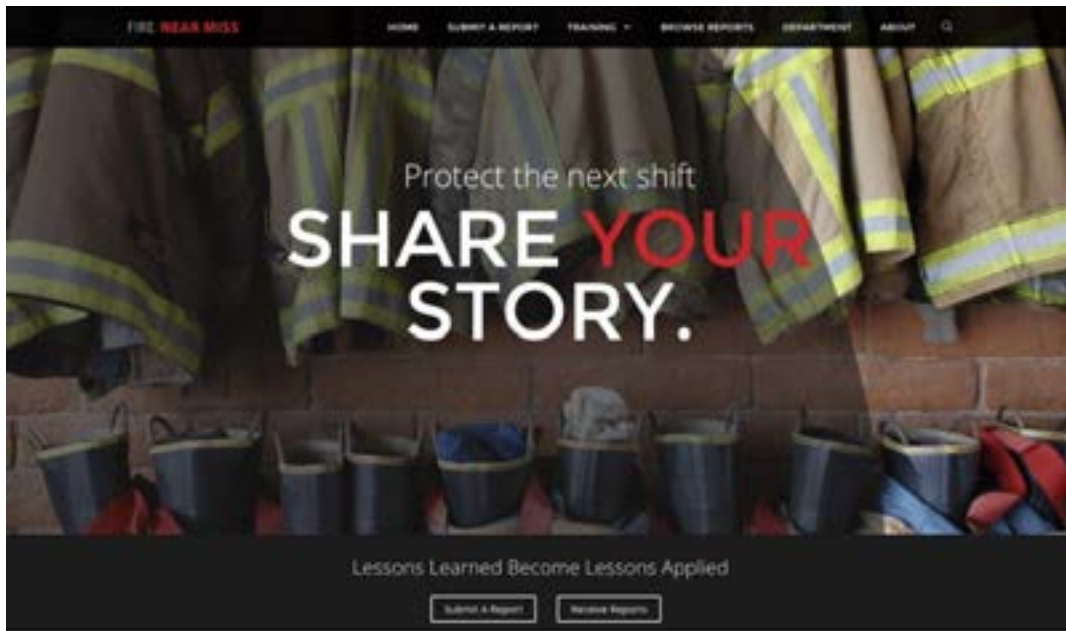 FIRE NEAR MISS
HOME SUBMIT A REPORT TRAINING BROWSE REPORTS DEPARTMENT ABOUT
Protect the next shift
SHARE YOUR
STORY.
Lessons Learned Become Lessons Applied
Submit A Report Receive Reports